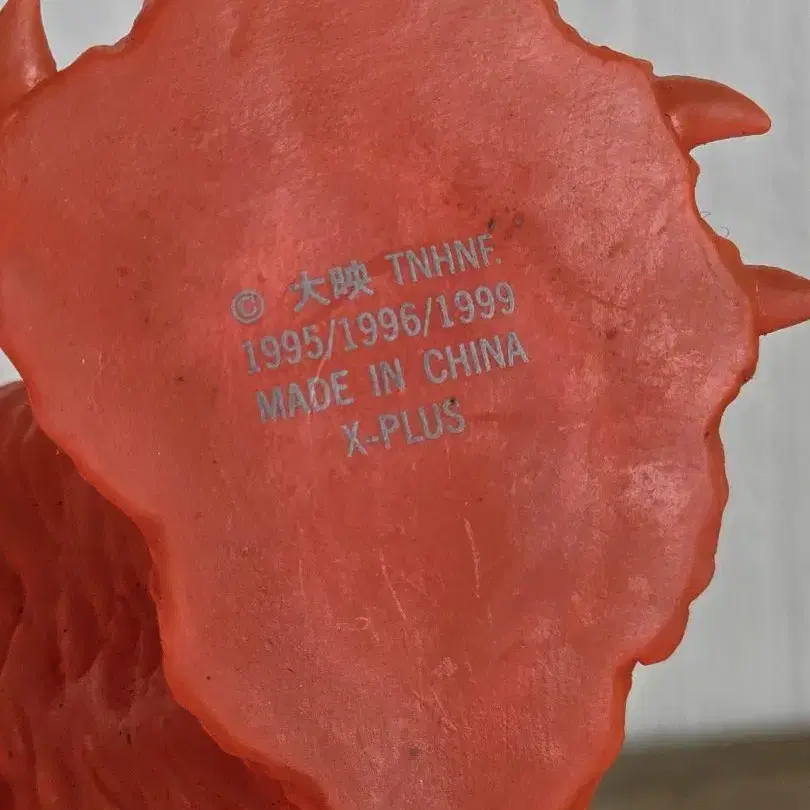 © 大映 TNHNF.
1995/1996/1999
MADE IN CHINA
X-PLUS